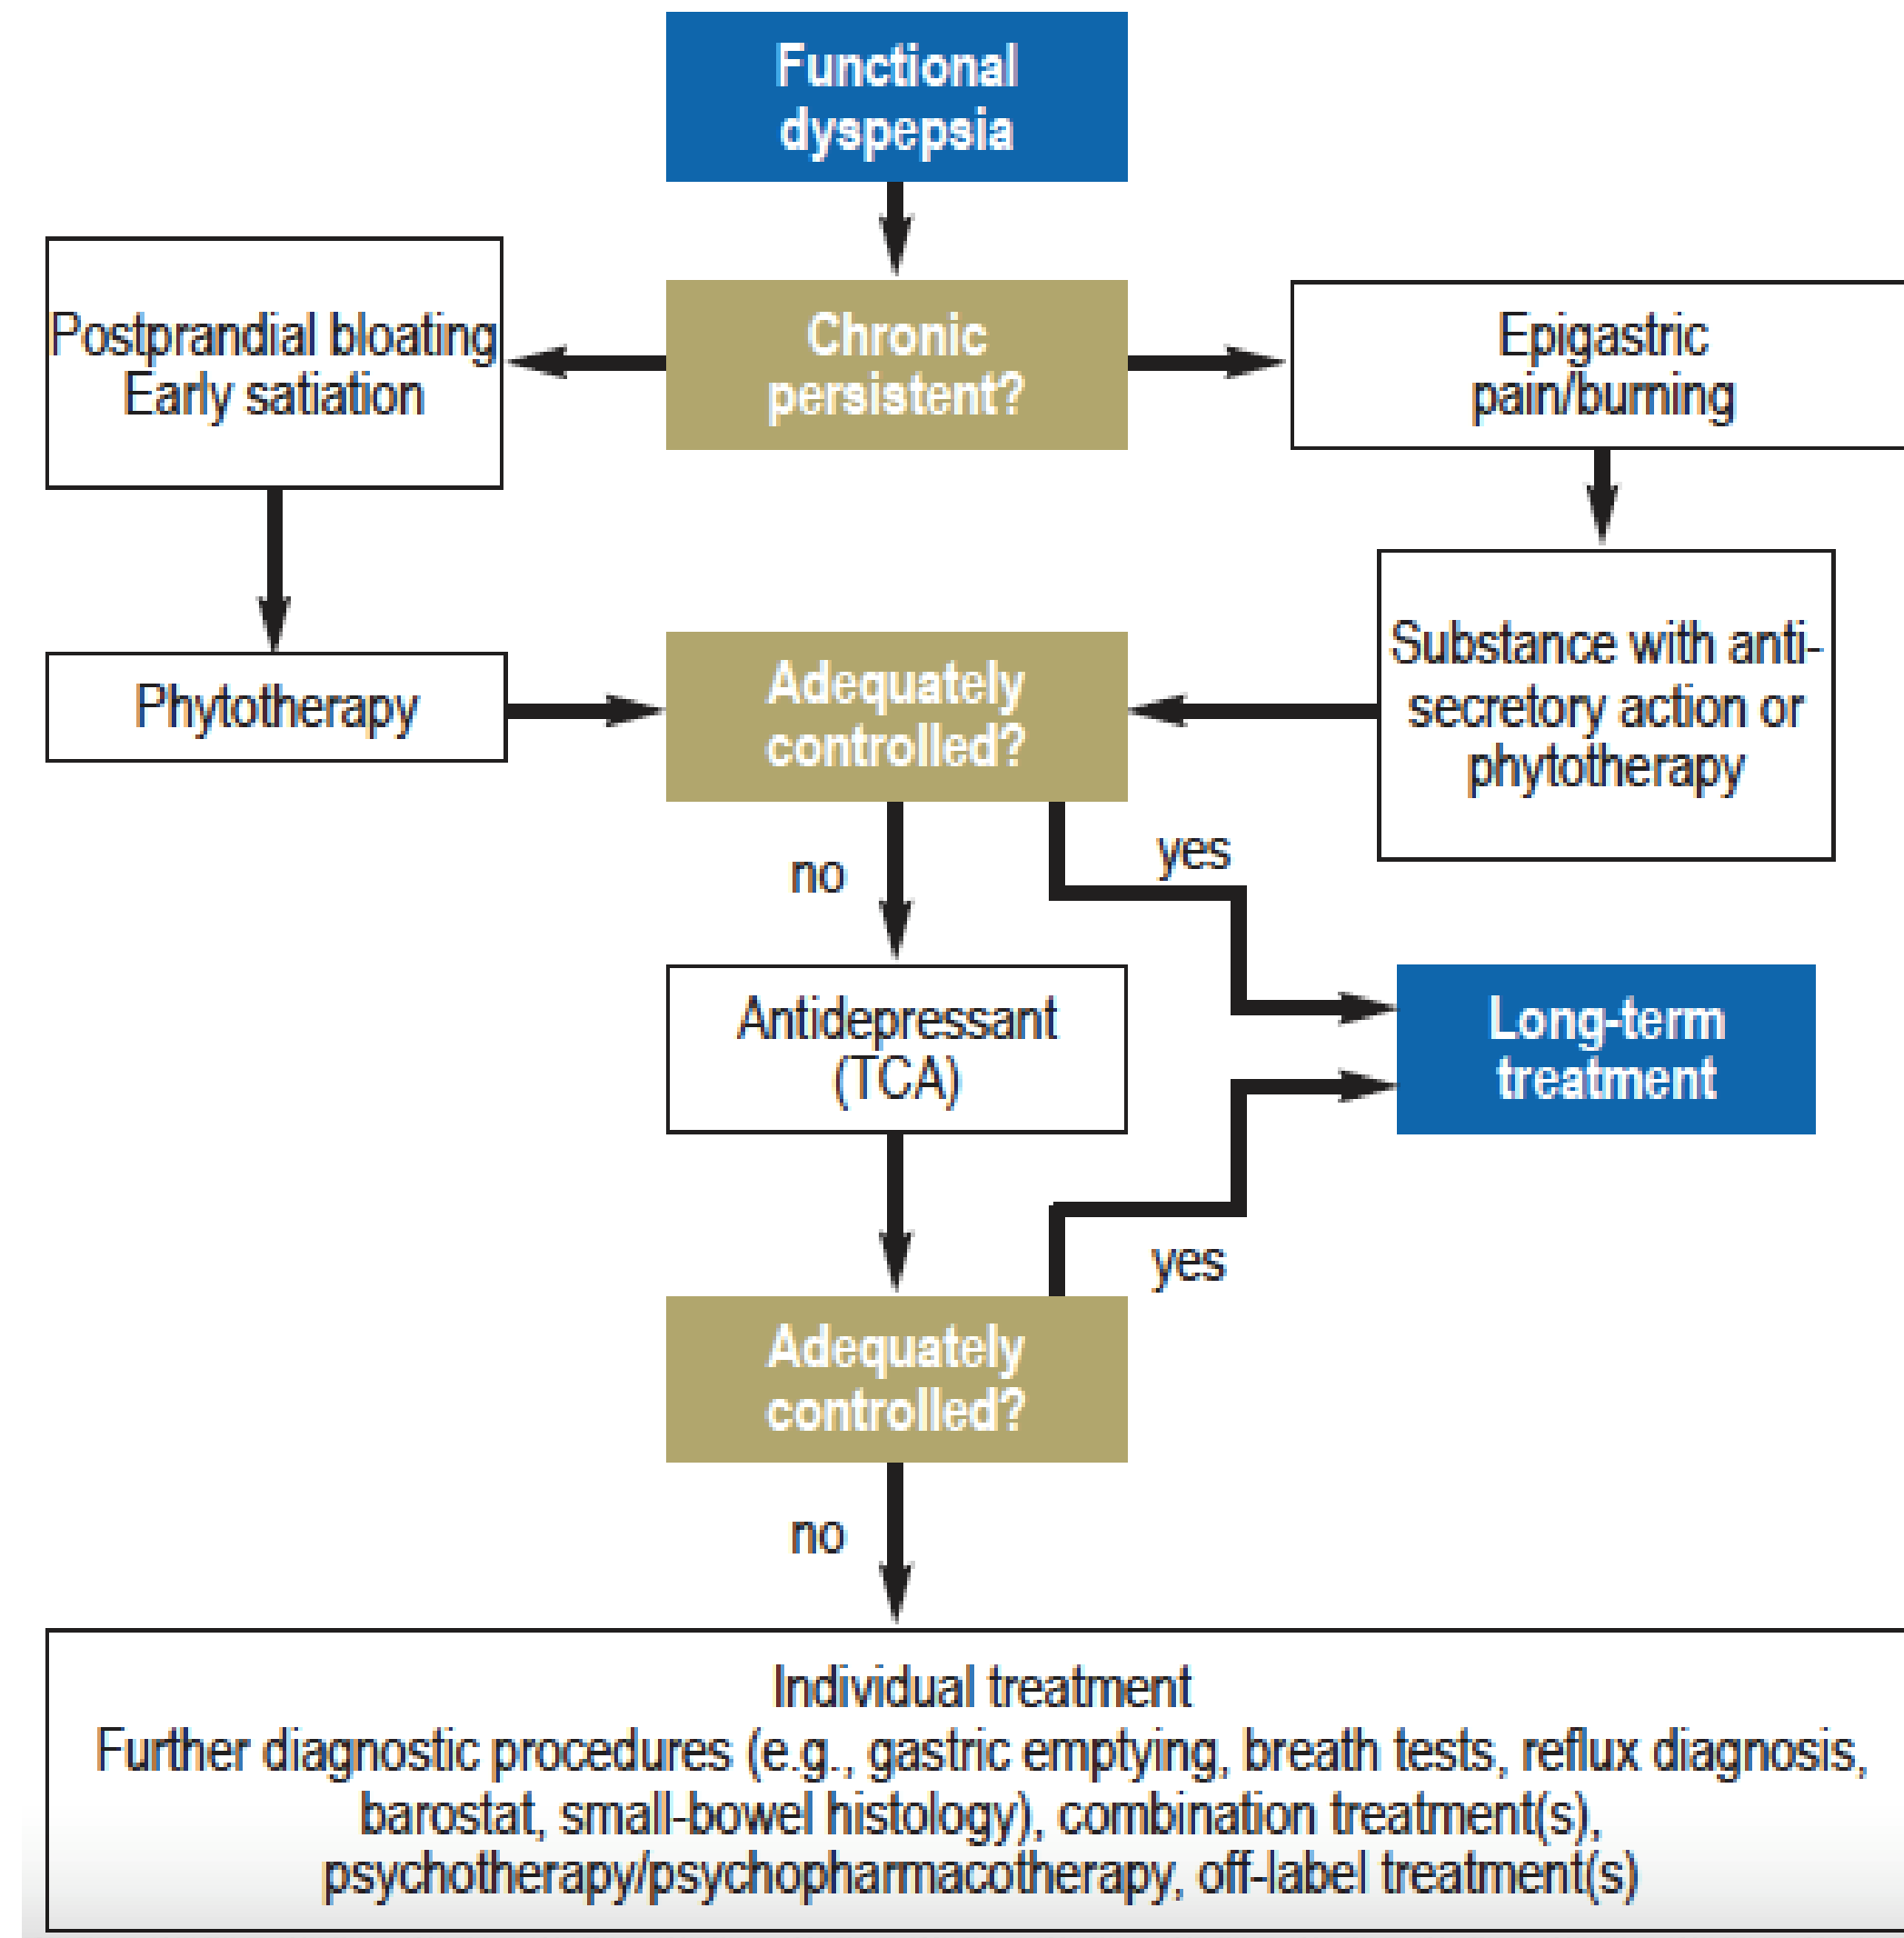 Functional
dyspepsia
Postprandial bloating
Early satiation
Chronic
persistent?
Epigastric
pain/burning
Phytotherapy
Adequately
controlled?
Substance with anti-
secretory action or
phytotherapy
no
yes
Antidepressant
(TCA)
Long-term
treatment
yes
Adequately
controlled?
no
Individual treatment
Further diagnostic procedures (e.g., gastric emptying, breath tests, reflux diagnosis,
barostat, small-bowel histology), combination treatment(s),
psychotherapy/psychopharmacotherapy, off-label treatment(s)